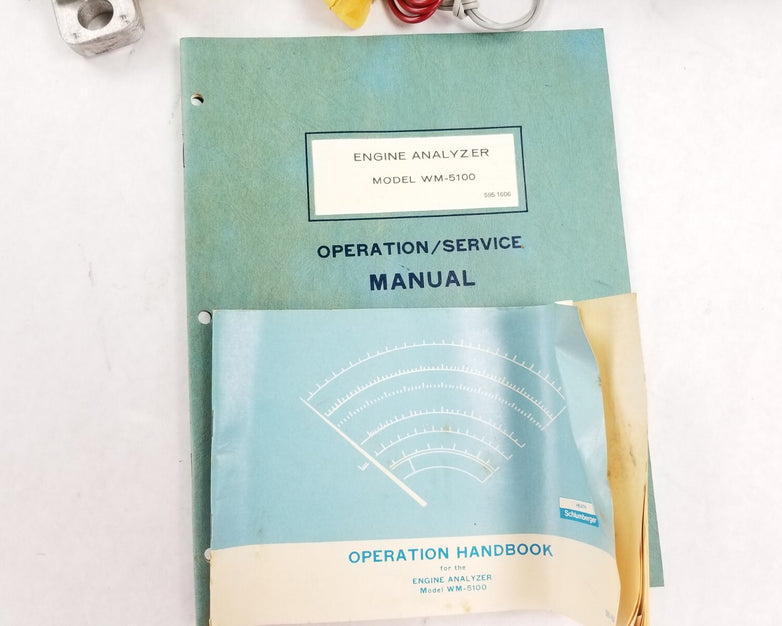 ENGINE ANALYZER
MODEL WM-5100
595 1606
OPERATION/SERVICE
MANUAL
HEATH
Schlumberger
OPERATION HANDBOOK
for the
ENGINE ANALYZER
Model WM-5100